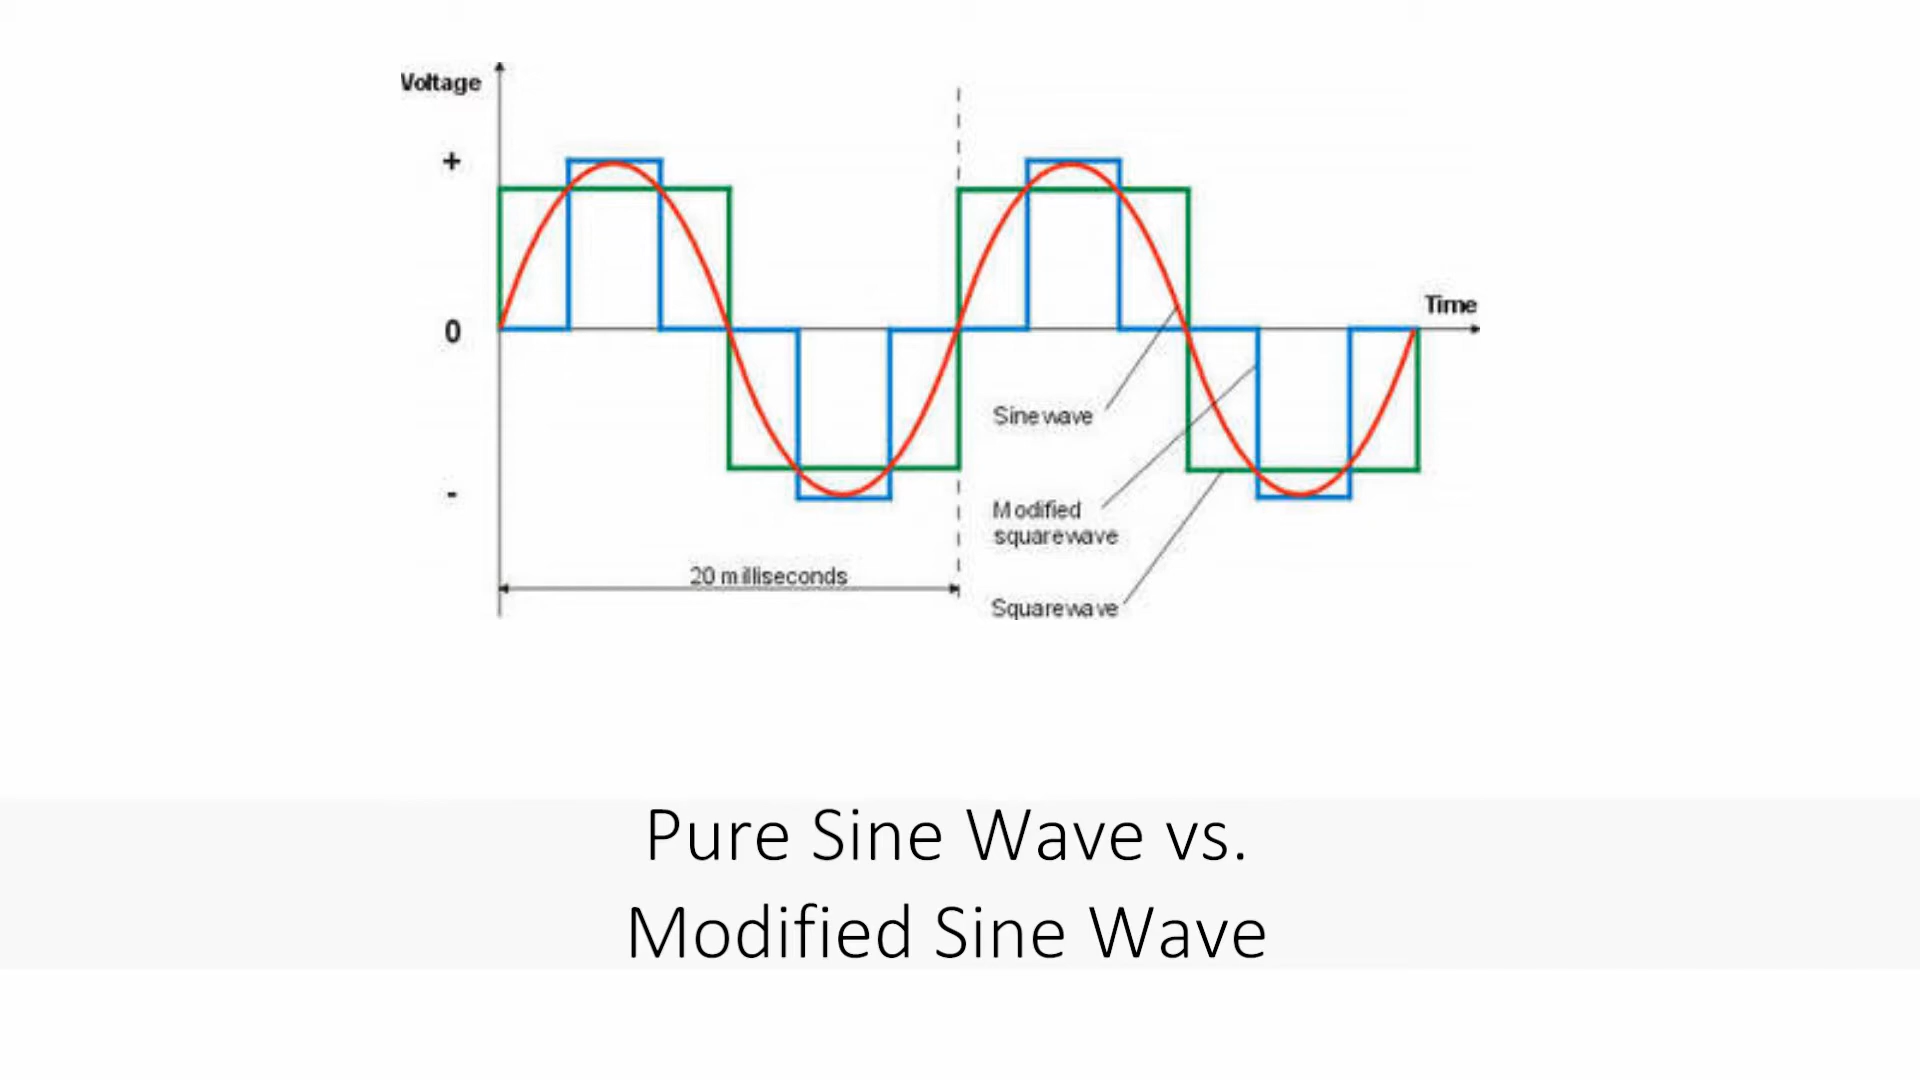 Voltage
+
0
-
Time
Sine wave
Modified
squarewave
20 milliseconds
Squarewave
Pure Sine Wave vs.
Modified Sine Wave